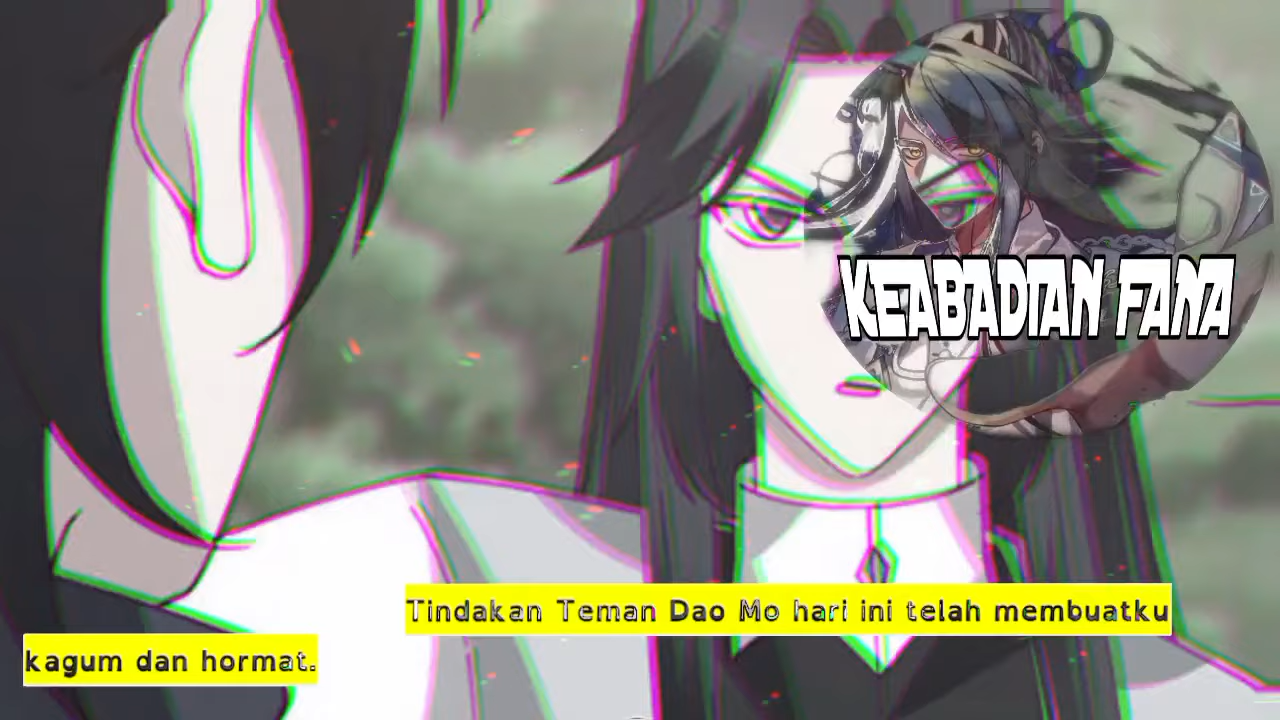 KEABADIAN FANA
Tindakan Teman Dao Mo hari ini telah membuatku
kagum dan hormat.